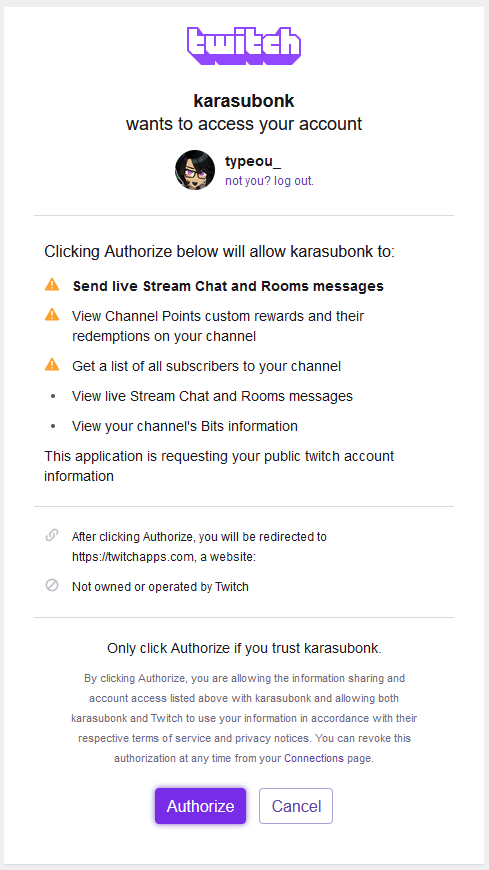 twitch
karasubonk
wants to access your account
typeou_
not you? log out.
Clicking Authorize below will allow karasubonk to:
Send live Stream Chat and Rooms messages
View Channel Points custom rewards and their
redemptions on your channel
Get a list of all subscribers to your channel
View live Stream Chat and Rooms messages
View your channel's Bits information
This application is requesting your public twitch account
information
After clicking Authorize, you will be redirected to
https://twitchapps.com, a website:
Not owned or operated by Twitch
Only click Authorize if you trust karasubonk.
By clicking Authorize, you are allowing the information sharing and
account access listed above with karasubonk and allowing both
karasubonk and Twitch to use your information in accordance with their
respective terms of service and privacy notices. You can revoke this
authorization at any time from your Connections page.
Authorize Cancel